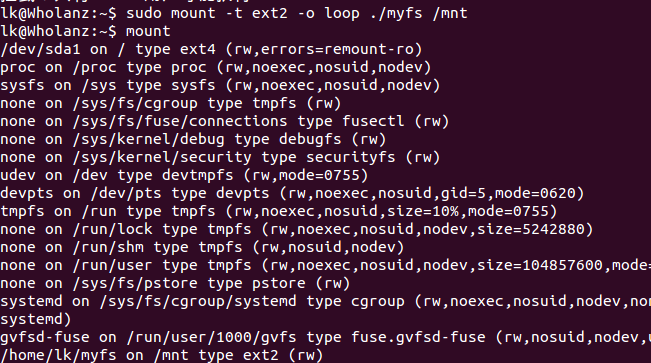 lk@Wholanz:~$ sudo mount -t ext2 -o loop ./myfs /mnt
lk@Wholanz:~$ mount
/dev/sda1 on / type ext4 (rw,errors=remount-ro)
proc on /proc type proc (rw,noexec,nosuid,nodev)
sysfs on /sys type sysfs (rw,noexec,nosuid,nodev)
none on /sys/fs/cgroup type tmpfs (rw)
none on /sys/fs/fuse/connections type fusectl (rw)
none on /sys/kernel/debug type debugfs (rw)
none on /sys/kernel/security type securityfs (rw)
udev on /dev type devtmpfs (rw,mode=0755)
devpts on /dev/pts type devpts (rw,noexec,nosuid,gid=5,mode=0620)
tmpfs on /run type tmpfs (rw,noexec,nosuid,size=10%,mode=0755)
none on /run/lock type tmpfs (rw,noexec,nosuid,nodev,size=5242880)
none on /run/shm type tmpfs (rw,nosuid,nodev)
none on /run/user type tmpfs (rw,noexec,nosuid,nodev,size=104857600,mode=
none on /sys/fs/pstore type pstore (rw)
systemd on /sys/fs/cgroup/systemd type cgroup (rw,noexec,nosuid,nodev,non
systemd)
gvfsd-fuse on /run/user/1000/gvfs type fuse.gvfsd-fuse (rw,nosuid,nodev,u
/home/lk/myfs on /mnt type ext2 (rw)